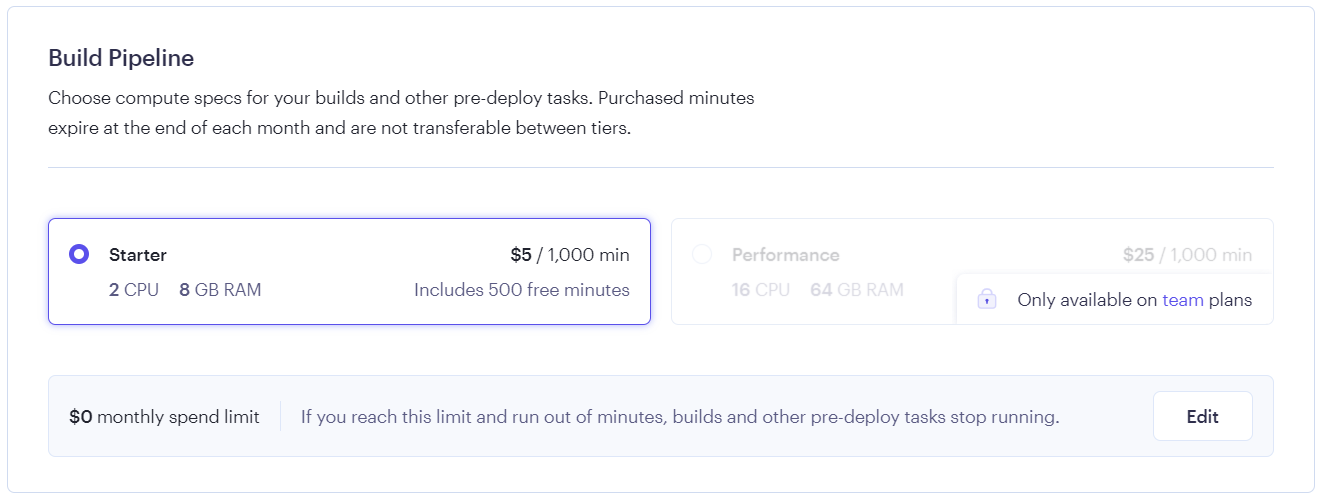 Build Pipeline
Choose compute specs for your builds and other pre-deploy tasks. Purchased minutes
expire at the end of each month and are not transferable between tiers.
Starter $5 / 1,000 min
2 CPU 8 GB RAM Includes 500 free minutes
Performance $25 / 1,000 min
16 CPU 64 GB RAM
Only available on team plans
$0 monthly spend limit If you reach this limit and run out of minutes, builds and other pre-deploy tasks stop running. Edit